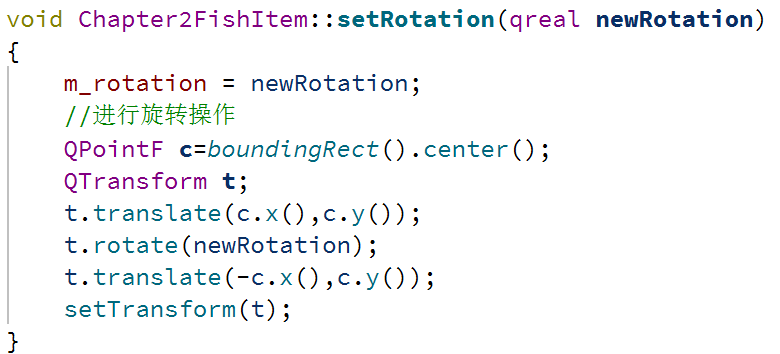 void Chapter2FishItem::setRotation(qreal newRotation)
{
m_rotation = newRotation;
//进行旋转操作
QPointF c=boundingRect().center();
QTransform t;
t.translate(c.x(),c.y());
t.rotate(newRotation);
t.translate(-c.x(),c.y());
setTransform(t);
}